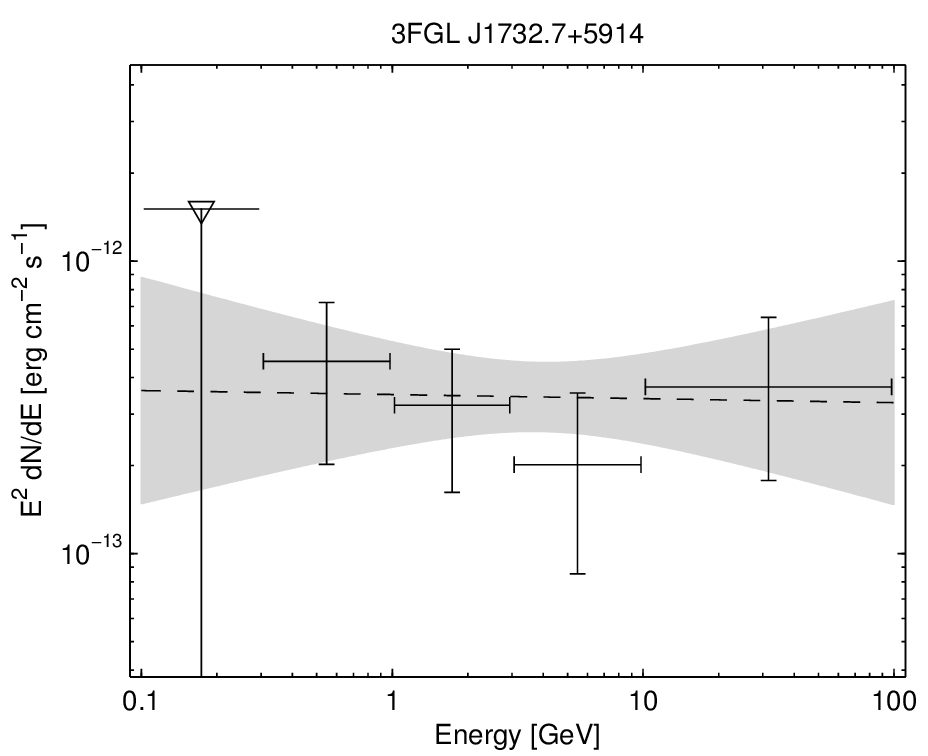 3FGL J1732.7+5914
E² dN/dE [erg cm⁻² s⁻¹]
10⁻¹²
10⁻¹³
0.1 1 10 100
Energy [GeV]